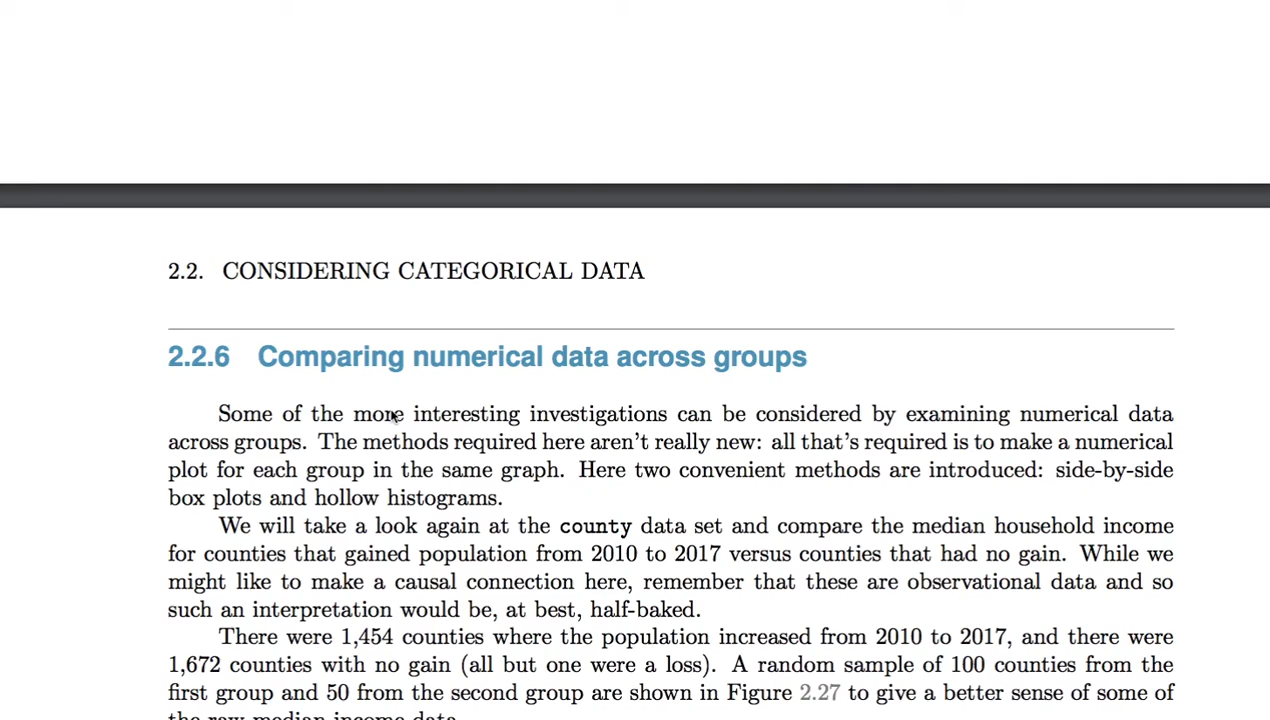 2.2. CONSIDERING CATEGORICAL DATA
2.2.6 Comparing numerical data across groups
Some of the more interesting investigations can be considered by examining numerical data
across groups. The methods required here aren't really new: all that's required is to make a numerical
plot for each group in the same graph. Here two convenient methods are introduced: side-by-side
box plots and hollow histograms.
We will take a look again at the county data set and compare the median household income
for counties that gained population from 2010 to 2017 versus counties that had no gain. While we
might like to make a causal connection here, remember that these are observational data and so
such an interpretation would be, at best, half-baked.
There were 1,454 counties where the population increased from 2010 to 2017, and there were
1,672 counties with no gain (all but one were a loss). A random sample of 100 counties from the
first group and 50 from the second group are shown in Figure 2.27 to give a better sense of some of
the raw median income data.